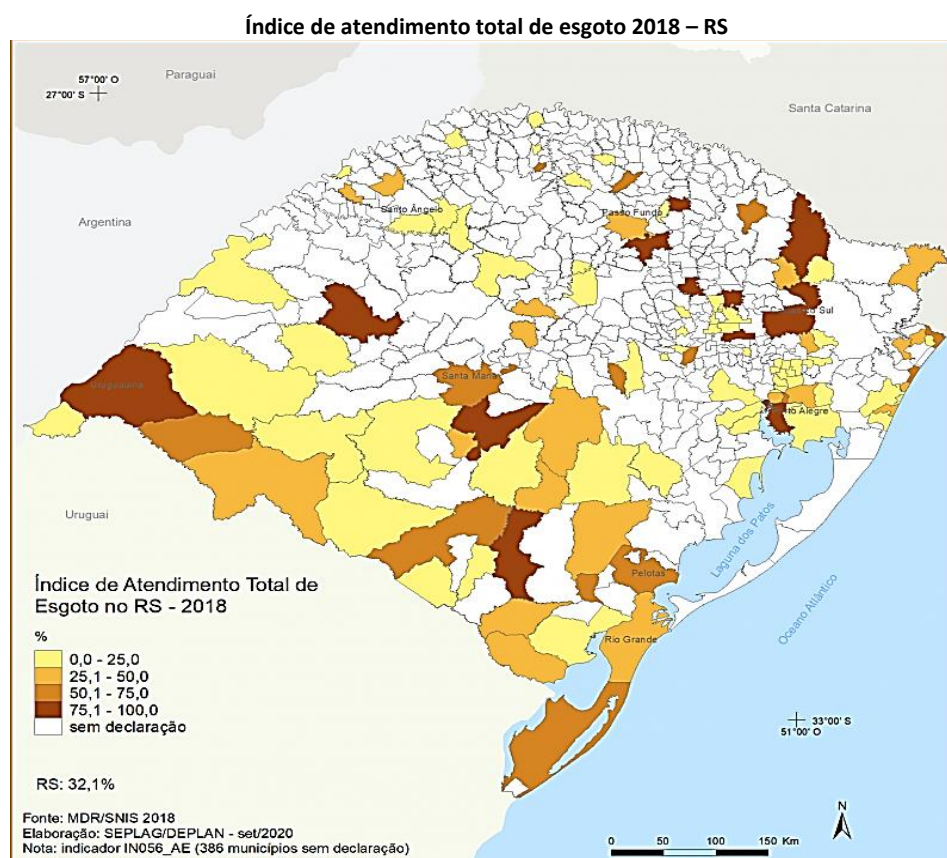 Índice de atendimento total de esgoto 2018 – RS
57°00' O
27°00' S
Paraguai
Santa Catarina
Argentina
Santo Ângelo
Passo Fundo
Santa Maria
Uruguai
Laguna dos Patos
Pelotas
Oceano Atlântico
Rio Grande
Índice de Atendimento Total de
Esgoto no RS - 2018
%
0,0 - 25,0
25,1 - 50,0
50,1 - 75,0
75,1 - 100,0
sem declaração
33°00' S
51°00' O
RS: 32,1%
N
Fonte: MDR/SNIS 2018
Elaboração: SEPLAG/DEPLAN - set/2020
Nota: indicador IN056_AE (386 municípios sem declaração)
0 50 100 150 Km